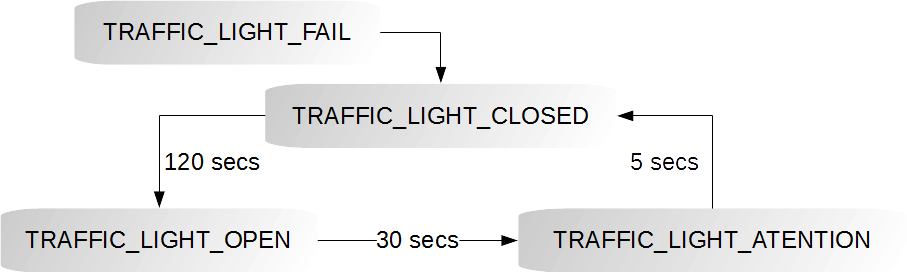 TRAFFIC_LIGHT_FAIL
TRAFFIC_LIGHT_CLOSED
120 secs
5 secs
TRAFFIC_LIGHT_OPEN
30 secs
TRAFFIC_LIGHT_ATENTION